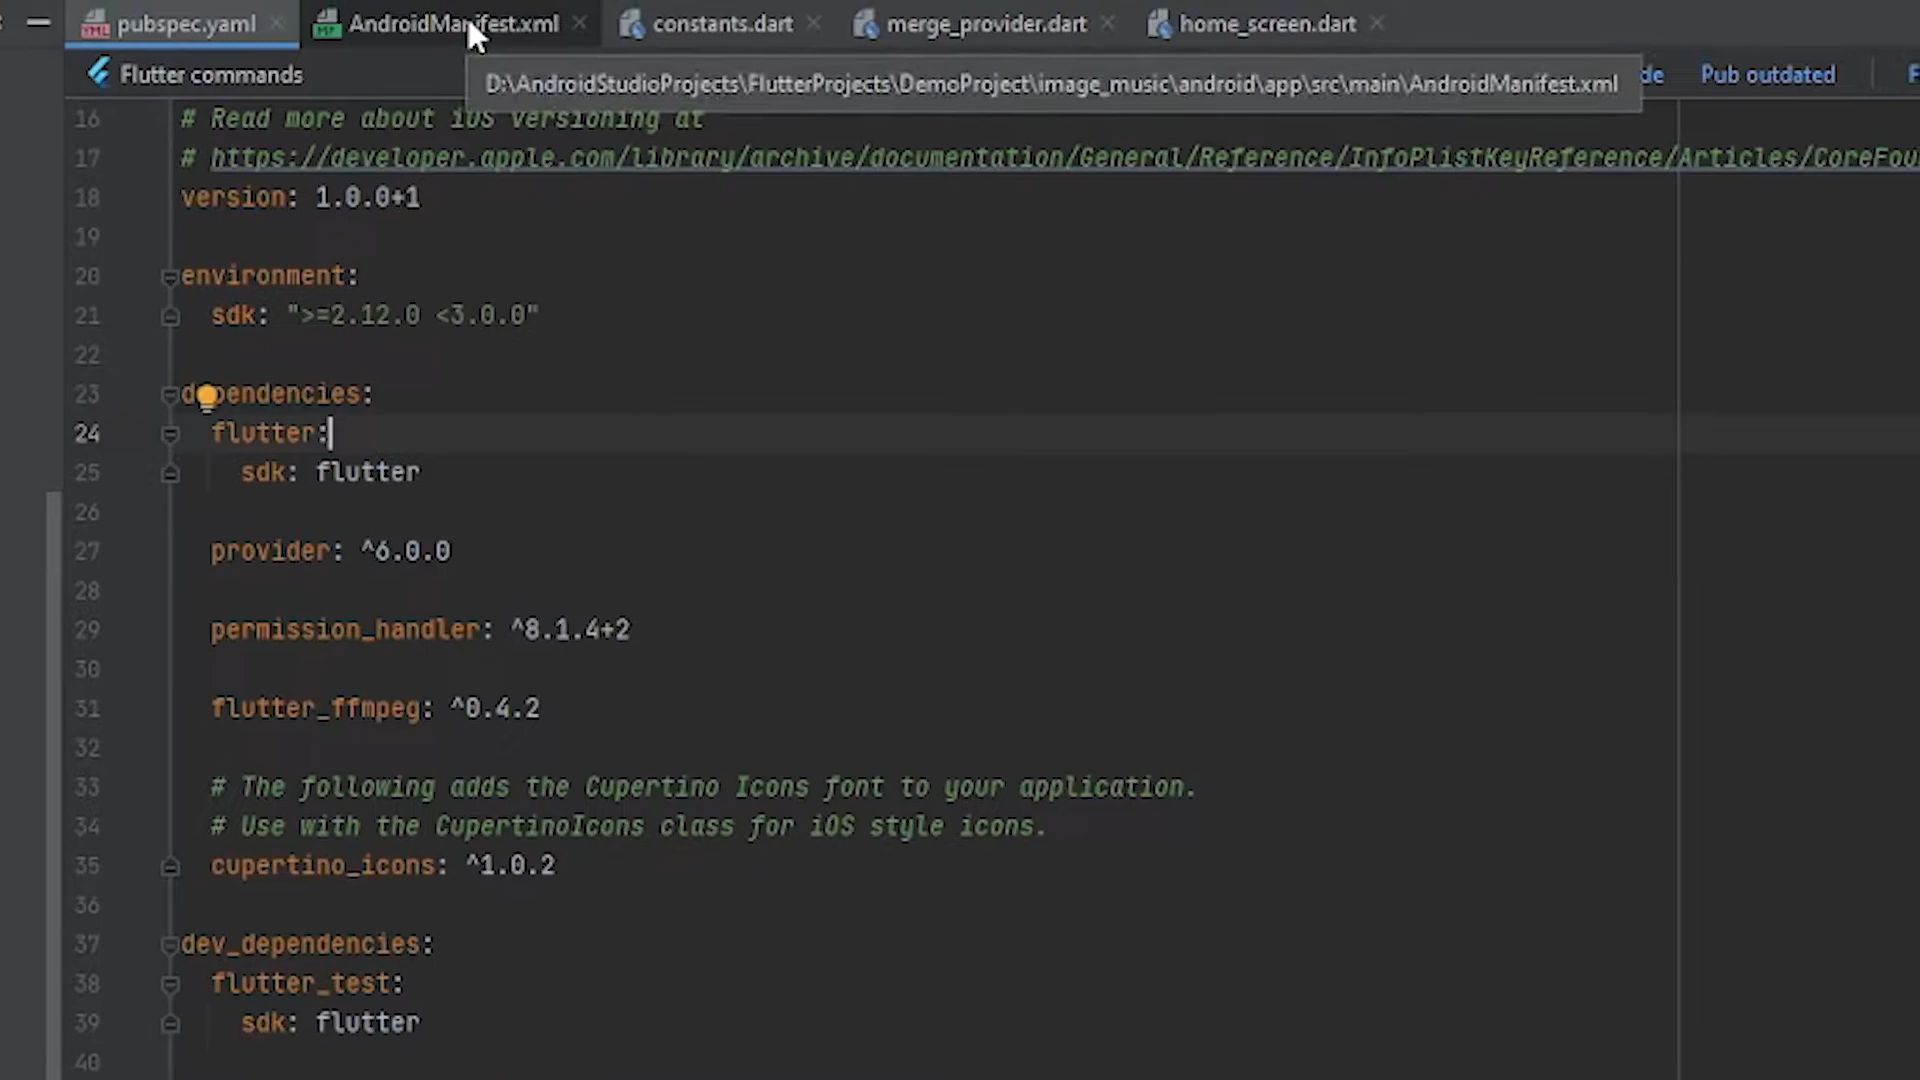 pubspec.yaml
AndroidManifest.xml
constants.dart
merge_provider.dart
home_screen.dart
Flutter commands
D:\AndroidStudioProjects\FlutterProjects\DemoProject\image_music\android\app\src\main\AndroidManifest.xml
de
Pub outdated
F
16 # Read more about iOS versioning at
17 # https://developer.apple.com/library/archive/documentation/General/Reference/InfoPlistKeyReference/Articles/CoreFou
18 version: 1.0.0+1
19
20 environment:
21 sdk: ">=2.12.0 <3.0.0"
22
23 dependencies:
24 flutter:
25 sdk: flutter
26
27 provider: ^6.0.0
28
29 permission_handler: ^8.1.4+2
30
31 flutter_ffmpeg: ^0.4.2
32
33 # The following adds the Cupertino Icons font to your application.
34 # Use with the CupertinoIcons class for iOS style icons.
35 cupertino_icons: ^1.0.2
36
37 dev_dependencies:
38 flutter_test:
39 sdk: flutter
40